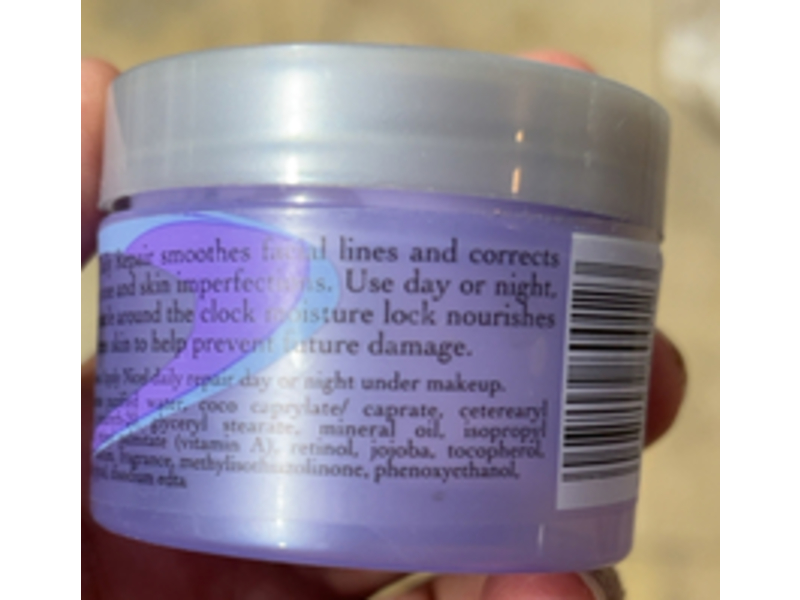 Repair smoothes facial lines and corrects
and skin imperfections. Use day or night,
around the clock moisture lock nourishes
skin to help prevent future damage.
daily repair day or night under makeup.
water, coco caprylate/ caprate, cetearyl
glyceryl stearate, mineral oil, isopropyl
(vitamin A), retinol, jojoba, tocopherol,
fragrance, methylisothiazolinone, phenoxyethanol,
edta